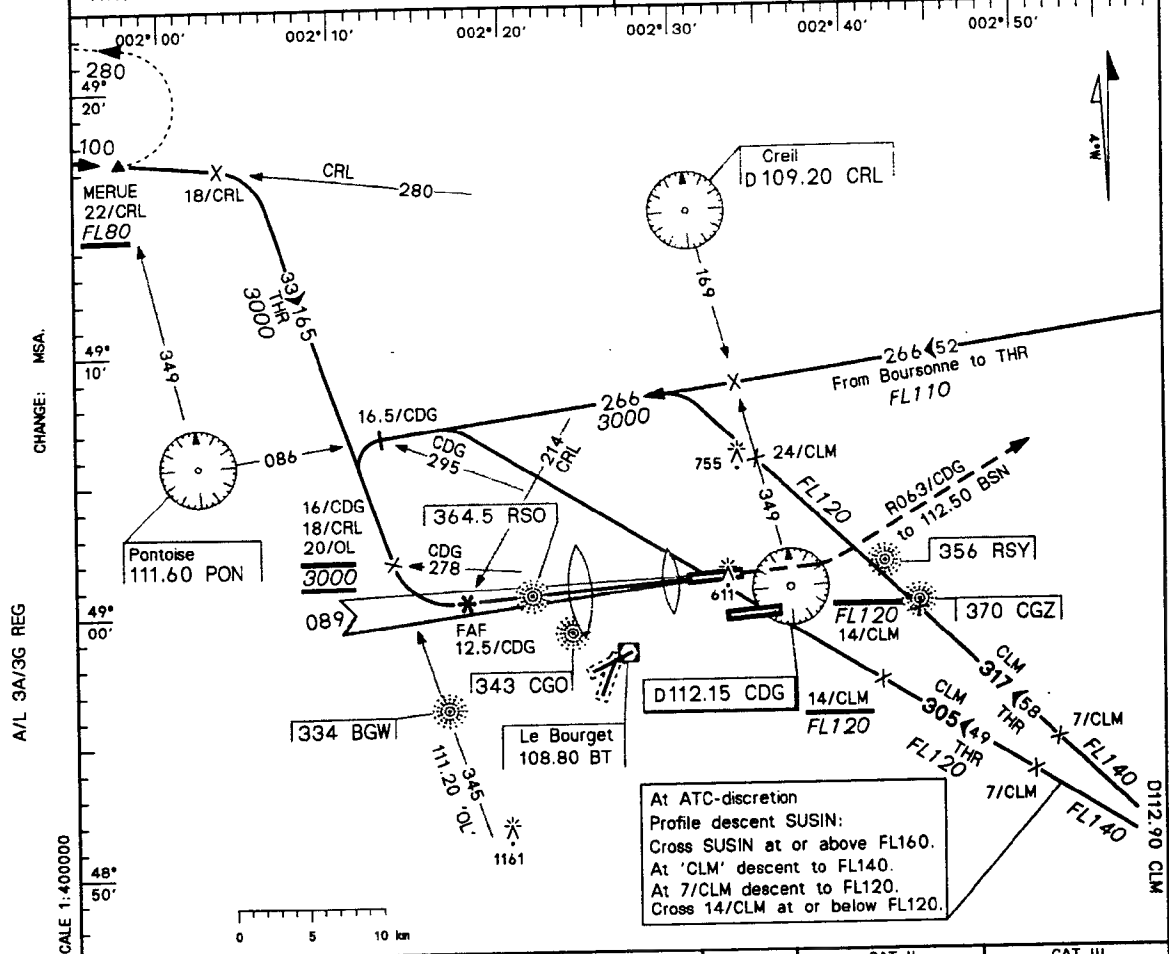 002° 00'
002° 10'
002° 20'
002° 30'
002° 40'
002° 50'
280
49°
20'
100
MERUE
22/CRL
FL80
18/CRL
CRL
280
Creil
D 109.20 CRL
4°W
33 165
THR
3000
169
CHANGE: MSA.
49°
10'
349
266 52
From Boursonne to THR
FL110
266
3000
16.5/CDG
086
CDG
295
214
CRL
755
24/CLM
FL120
R063/CDG
to 112.50 BSN
349
16/CDG
18/CRL
20/OL
3000
364.5 RSO
356 RSY
Pontoise
111.60 PON
CDG
278
611
370 CGZ
A/L 3A/3G REG
49°
00'
089
FAF
12.5/CDG
FL120
14/CLM
343 CGO
D112.15 CDG
14/CLM
FL120
CLM
317 58
THR
7/CLM
334 BGW
Le Bourget
108.80 BT
CLM
305 49
THR
FL120
7/CLM
FL140
FL140
345
111.20 'OL'
1161
D112.90 CLM
At ATC-discretion
Profile descent SUSIN:
Cross SUSIN at or above FL160.
At 'CLM' descent to FL140.
At 7/CLM descent to FL120.
Cross 14/CLM at or below FL120.
48°
50'
0 5 10 km
CALE 1:400000